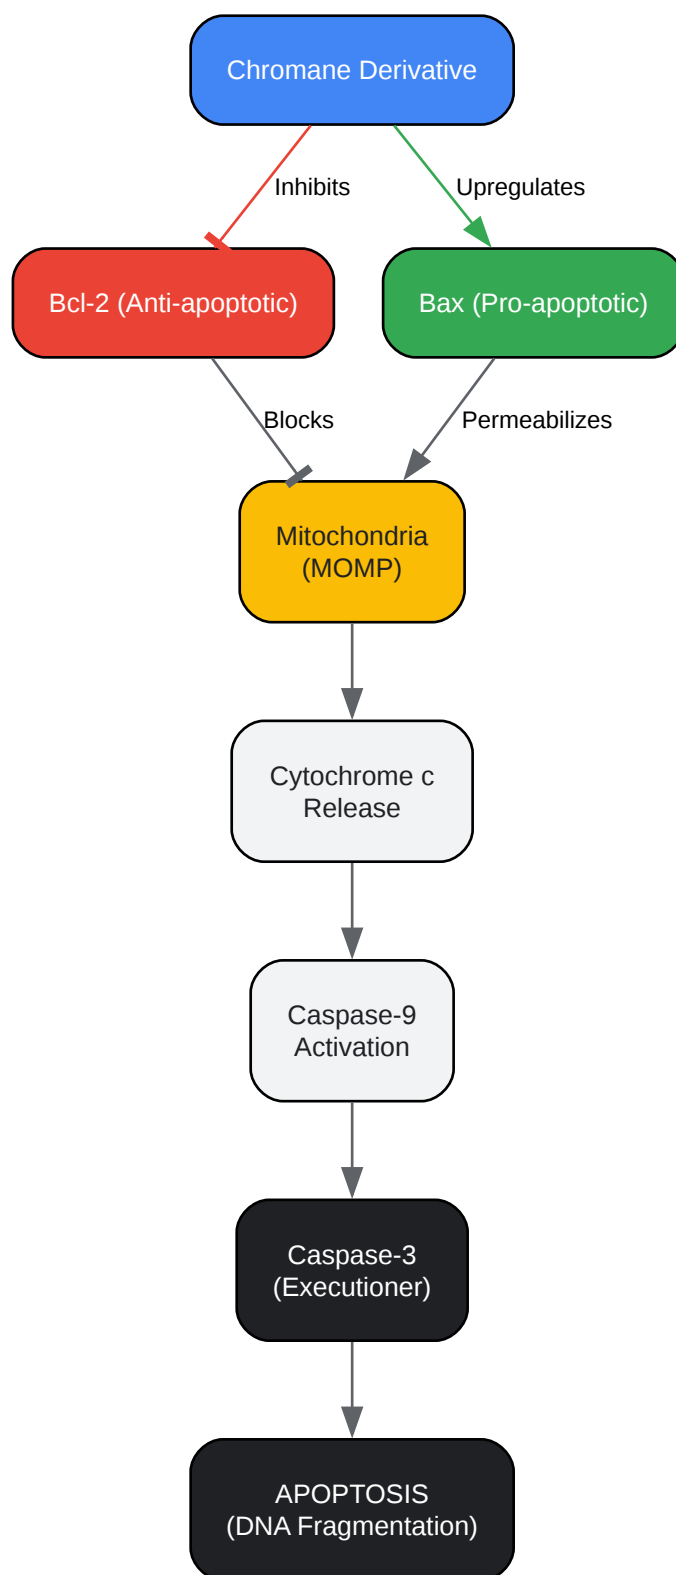 Chromane Derivative
Inhibits
Upregulates
Bcl-2 (Anti-apoptotic)
Bax (Pro-apoptotic)
Blocks
Permeabilizes
Mitochondria
(MOMP)
Cytochrome c
Release
Caspase-9
Activation
Caspase-3
(Executioner)
APOPTOSIS
(DNA Fragmentation)